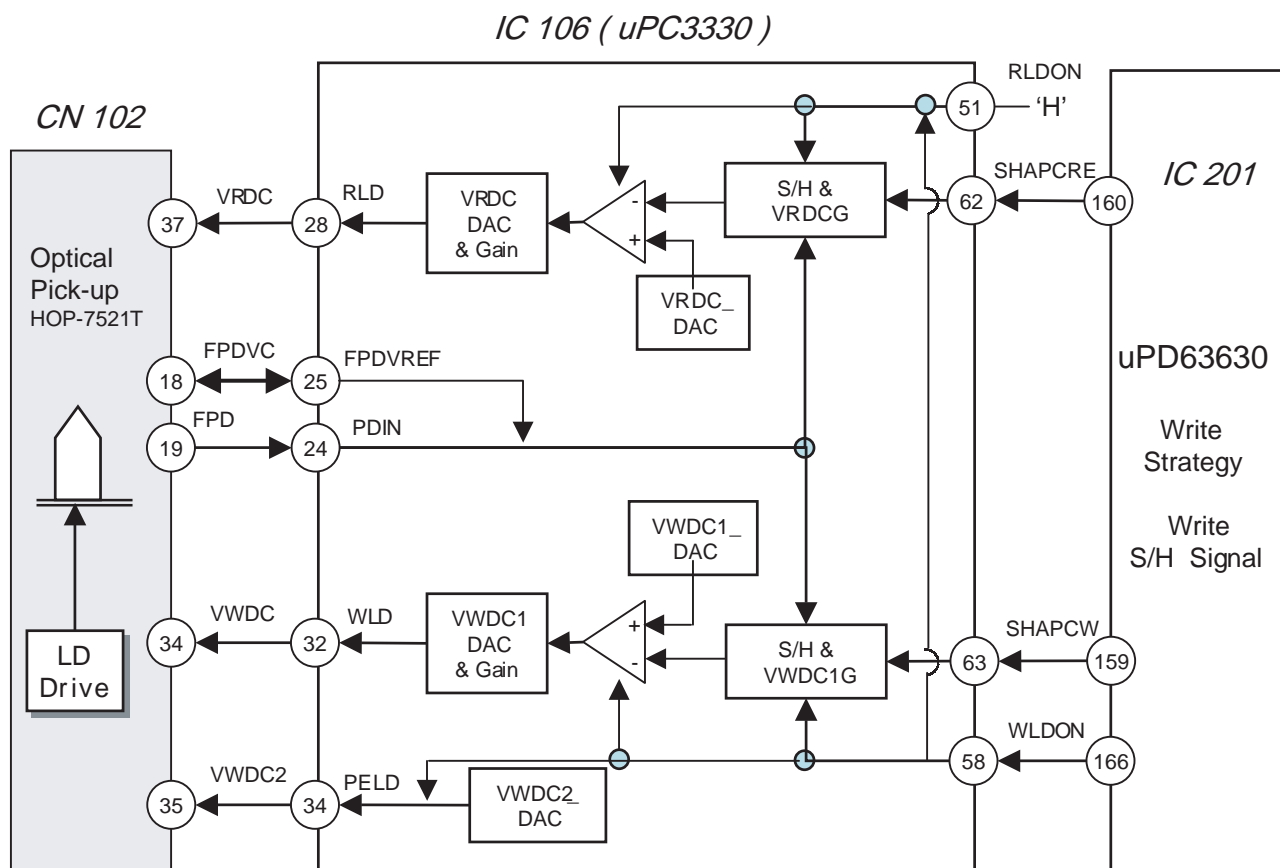 IC 106 ( uPC3330 )
CN 102
RLDON
51
'H'
IC 201
SHAPCRE
VRDC
RLD
VRDC
DAC
& Gain
-
+
S/H &
VRDCG
62
160
37
28
Optical
Pick-up
HOP-7521T
VRDC_
DAC
uPD63630
FPDVC
FPDVREF
18
25
FPD
PDIN
19
24
Write
Strategy
Write
S/H Signal
VWDC1_
DAC
VWDC
WLD
VWDC1
DAC
& Gain
+
-
S/H &
VWDC1G
SHAPCW
34
32
63
159
LD
Drive
WLDON
58
166
VWDC2
PELD
35
34
VWDC2_
DAC